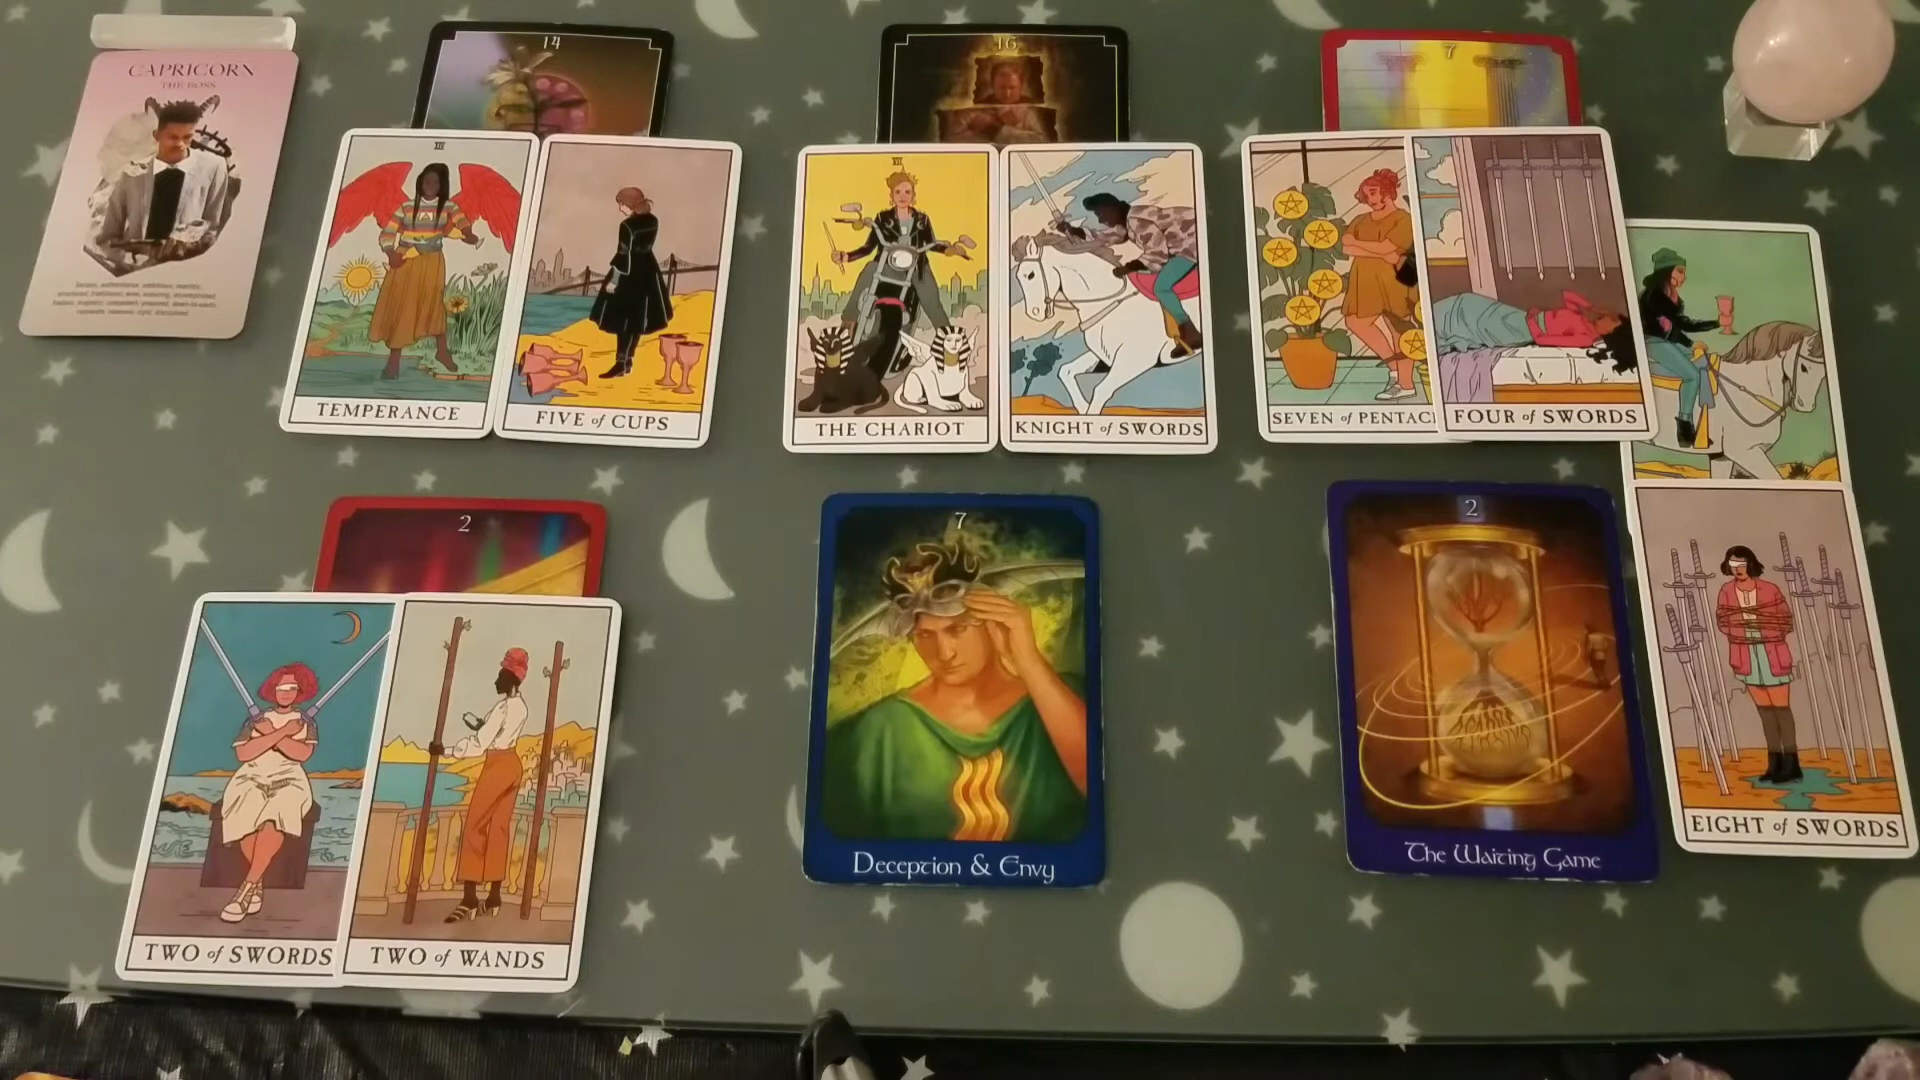 CAPRICORN
THE BOSS
14
16
7
XII
TEMPERANCE
FIVE of CUPS
THE CHARIOT
KNIGHT of SWORDS
SEVEN of PENTAC
FOUR of SWORDS
2
7
2
TWO of SWORDS
TWO of WANDS
Deception & Envy
The Waiting Game
EIGHT of SWORDS